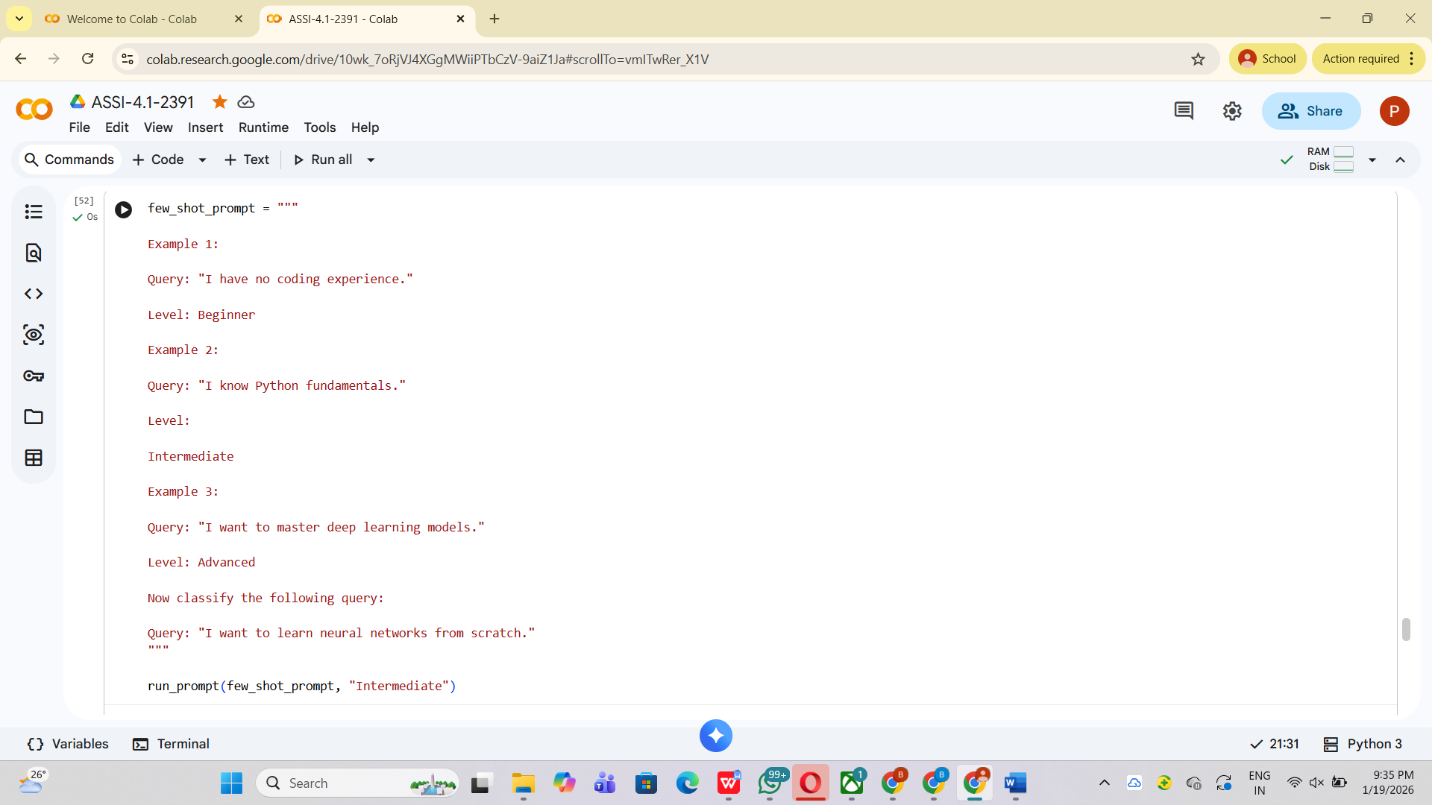 Welcome to Colab - Colab
ASSI-4.1-2391 - Colab
colab.research.google.com/drive/10wk_7oRjVJ4XGgMWiiPTbCzV-9aiZ1Ja#scrollTo=vmITwRer_X1V
School
Action required
ASSI-4.1-2391
File Edit View Insert Runtime Tools Help
Share
P
Commands + Code + Text Run all
RAM
Disk
[52]
0s
few_shot_prompt = """
Example 1:
Query: "I have no coding experience."
Level: Beginner
Example 2:
Query: "I know Python fundamentals."
Level:
Intermediate
Example 3:
Query: "I want to master deep learning models."
Level: Advanced
Now classify the following query:
Query: "I want to learn neural networks from scratch."
"""
run_prompt(few_shot_prompt, "Intermediate")
Variables
Terminal
21:31
Python 3
26°
Search
99+
1
B
B
W
ENG
IN
9:35 PM
1/19/2026